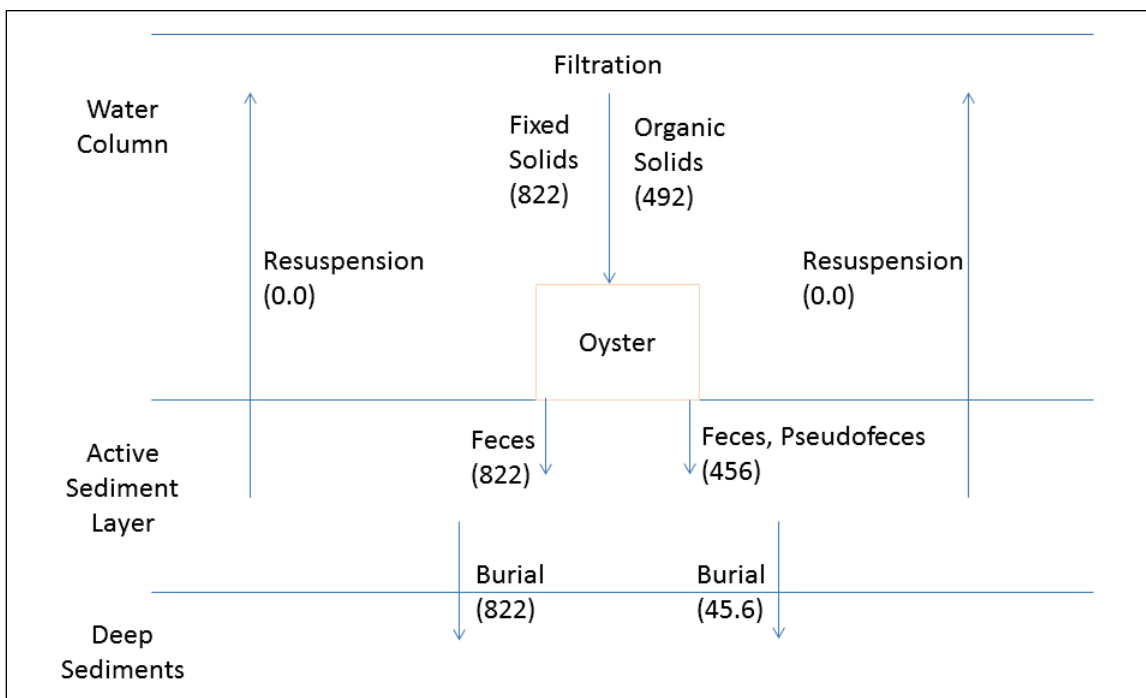 Filtration
Water
Column
Fixed
Solids
(822)
Organic
Solids
(492)
Resuspension
(0.0)
Resuspension
(0.0)
Oyster
Active
Sediment
Layer
Feces
(822)
Feces, Pseudofeces
(456)
Burial
(822)
Burial
(45.6)
Deep
Sediments